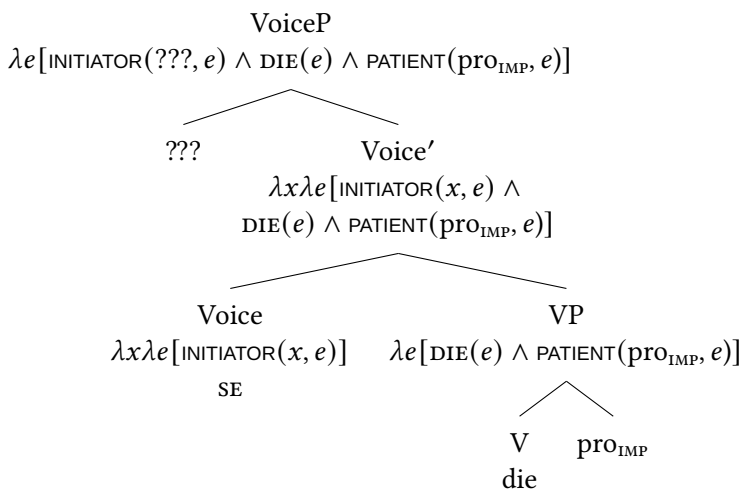 VoiceP
λe[INITIATOR(???, e) ∧ DIE(e) ∧ PATIENT(pro_IMP, e)]
??? Voice′
λxλe[INITIATOR(x, e) ∧
DIE(e) ∧ PATIENT(pro_IMP, e)]
Voice VP
λxλe[INITIATOR(x, e)] λe[DIE(e) ∧ PATIENT(pro_IMP, e)]
SE
V pro_IMP
die